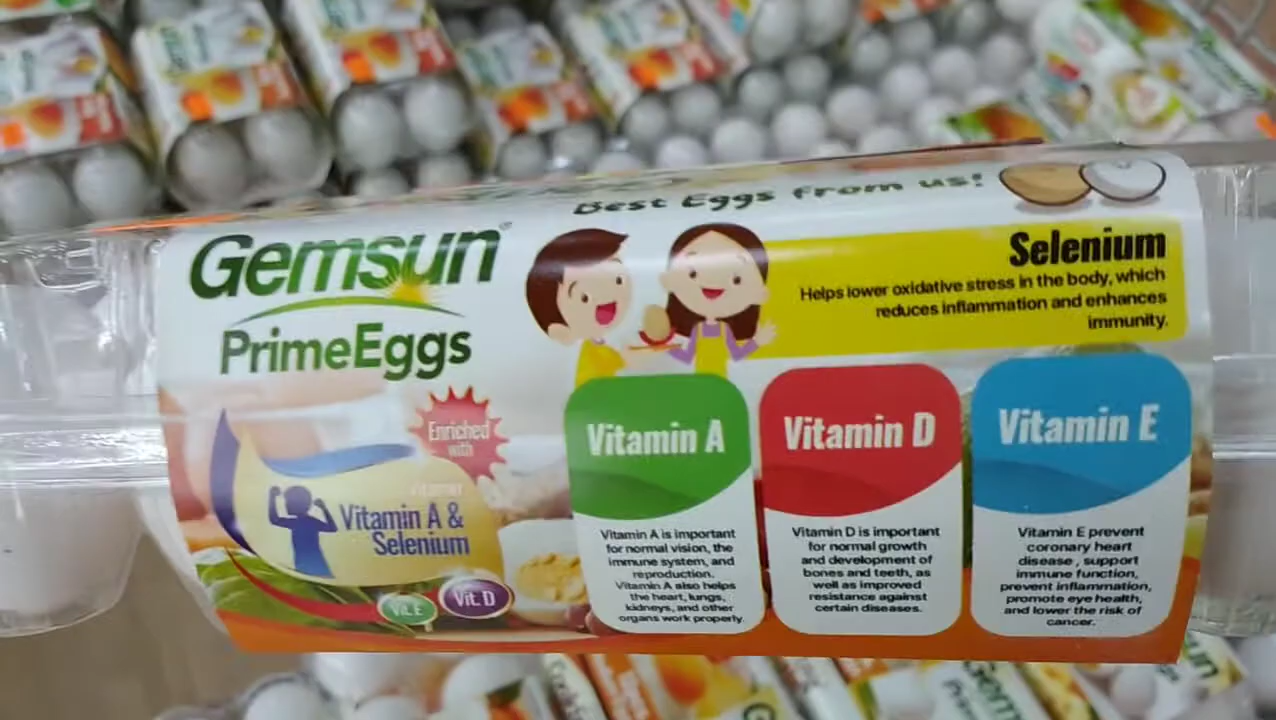 Best Eggs from us!
Gemsun®
PrimeEggs
Enriched
with
Vitamin A &
Selenium
Vit. E
Vit. D
Selenium
Helps lower oxidative stress in the body, which
reduces inflammation and enhances
immunity.
Vitamin A
Vitamin A is important
for normal vision, the
immune system, and
reproduction.
Vitamin A also helps
the heart, lungs,
kidneys, and other
organs work properly.
Vitamin D
Vitamin D is important
for normal growth
and development of
bones and teeth, as
well as improved
resistance against
certain diseases.
Vitamin E
Vitamin E prevent
coronary heart
disease , support
immune function,
prevent inflammation,
promote eye health,
and lower the risk of
cancer.